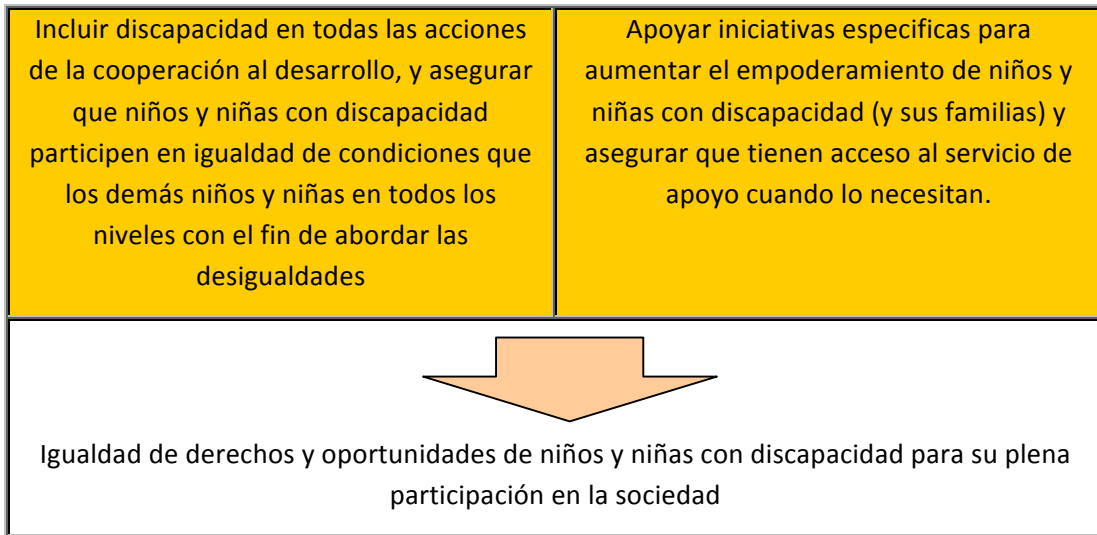 Incluir discapacidad en todas las acciones
de la cooperación al desarrollo, y asegurar
que niños y niñas con discapacidad
participen en igualdad de condiciones que
los demás niños y niñas en todos los
niveles con el fin de abordar las
desigualdades
Apoyar iniciativas especificas para
aumentar el empoderamiento de niños y
niñas con discapacidad (y sus familias) y
asegurar que tienen acceso al servicio de
apoyo cuando lo necesitan.
Igualdad de derechos y oportunidades de niños y niñas con discapacidad para su plena
participación en la sociedad